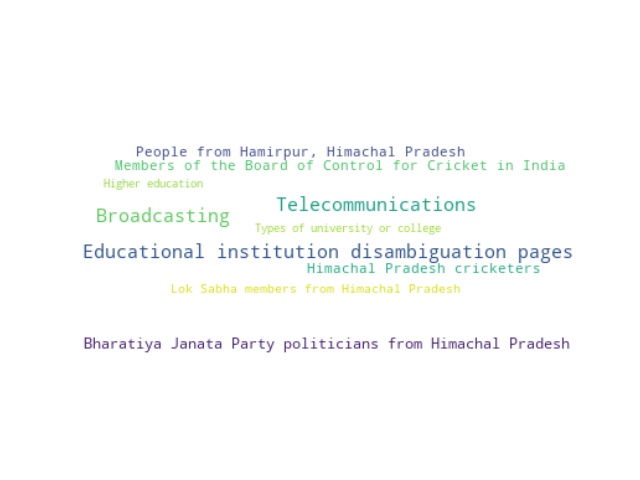 People from Hamirpur, Himachal Pradesh
Members of the Board of Control for Cricket in India
Higher education
Telecommunications
Broadcasting
Types of university or college
Educational institution disambiguation pages
Himachal Pradesh cricketers
Lok Sabha members from Himachal Pradesh
Bharatiya Janata Party politicians from Himachal Pradesh